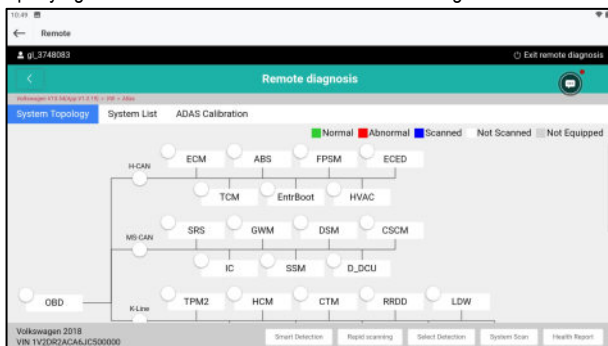 10:49
Remote
gl_3748083
Exit remote diagnosis
Remote diagnosis
System Topology System List ADAS Calibration
Normal Abnormal Scanned Not Scanned Not Equipped
ECM ABS FPSM ECED
H-CAN
TCM EntrBoot HVAC
SRS GWM DSM CSCM
MS-CAN
IC SSM D_DCU
OBD
TPM2 HCM CTM RRDD LDW
K-Line
Volkswagen 2018
VIN 1V2DR2ACA6JC500000
Smart Detection Rapid scanning Select Detection System Scan Health Report